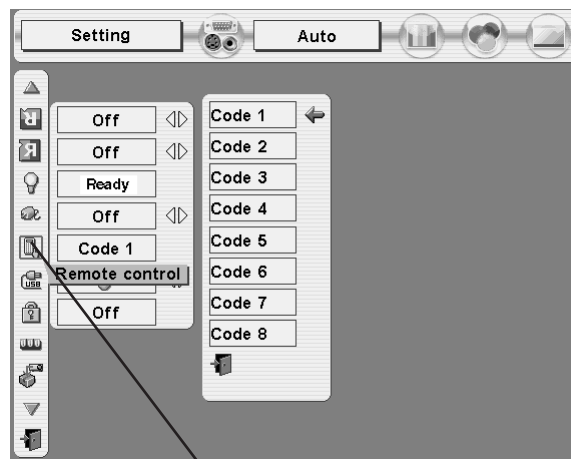 Setting
Auto
Off
Off
Ready
Off
Code 1
Remote control
Off
Code 1
Code 2
Code 3
Code 4
Code 5
Code 6
Code 7
Code 8
USB